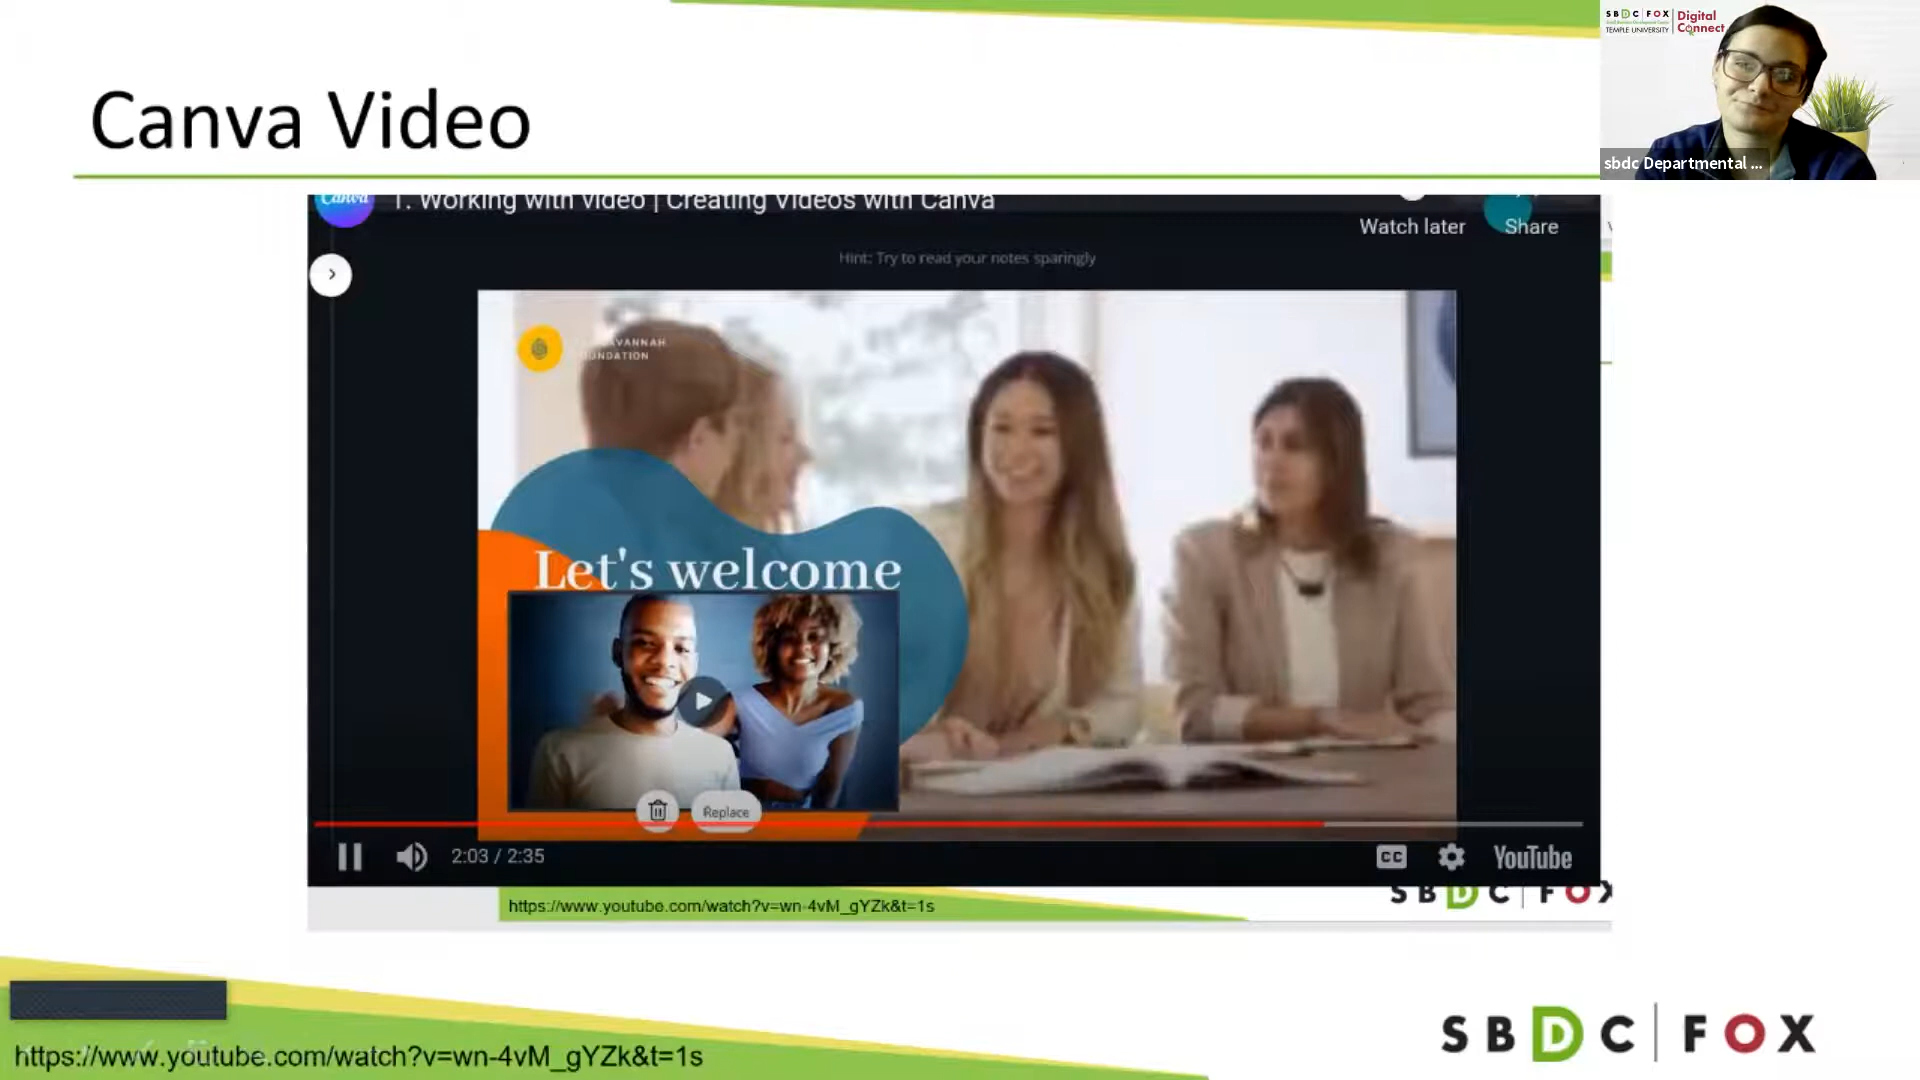 Canva Video
SBDC FOX Digital
TEMPLE UNIVERSITY Connect
sbdc Departmental ...
Canva
1. Working with video | Creating Videos with Canva
Watch later
Share
Hint: Try to read your notes sparingly
AVANNAH
UNDATION
Let's welcome
Replace
2:03 / 2:35
CC
YouTube
https://www.youtube.com/watch?v=wn-4vM_gYZk&t=1s
SBDC FOX
https://www.youtube.com/watch?v=wn-4vM_gYZk&t=1s
SBDC FOX